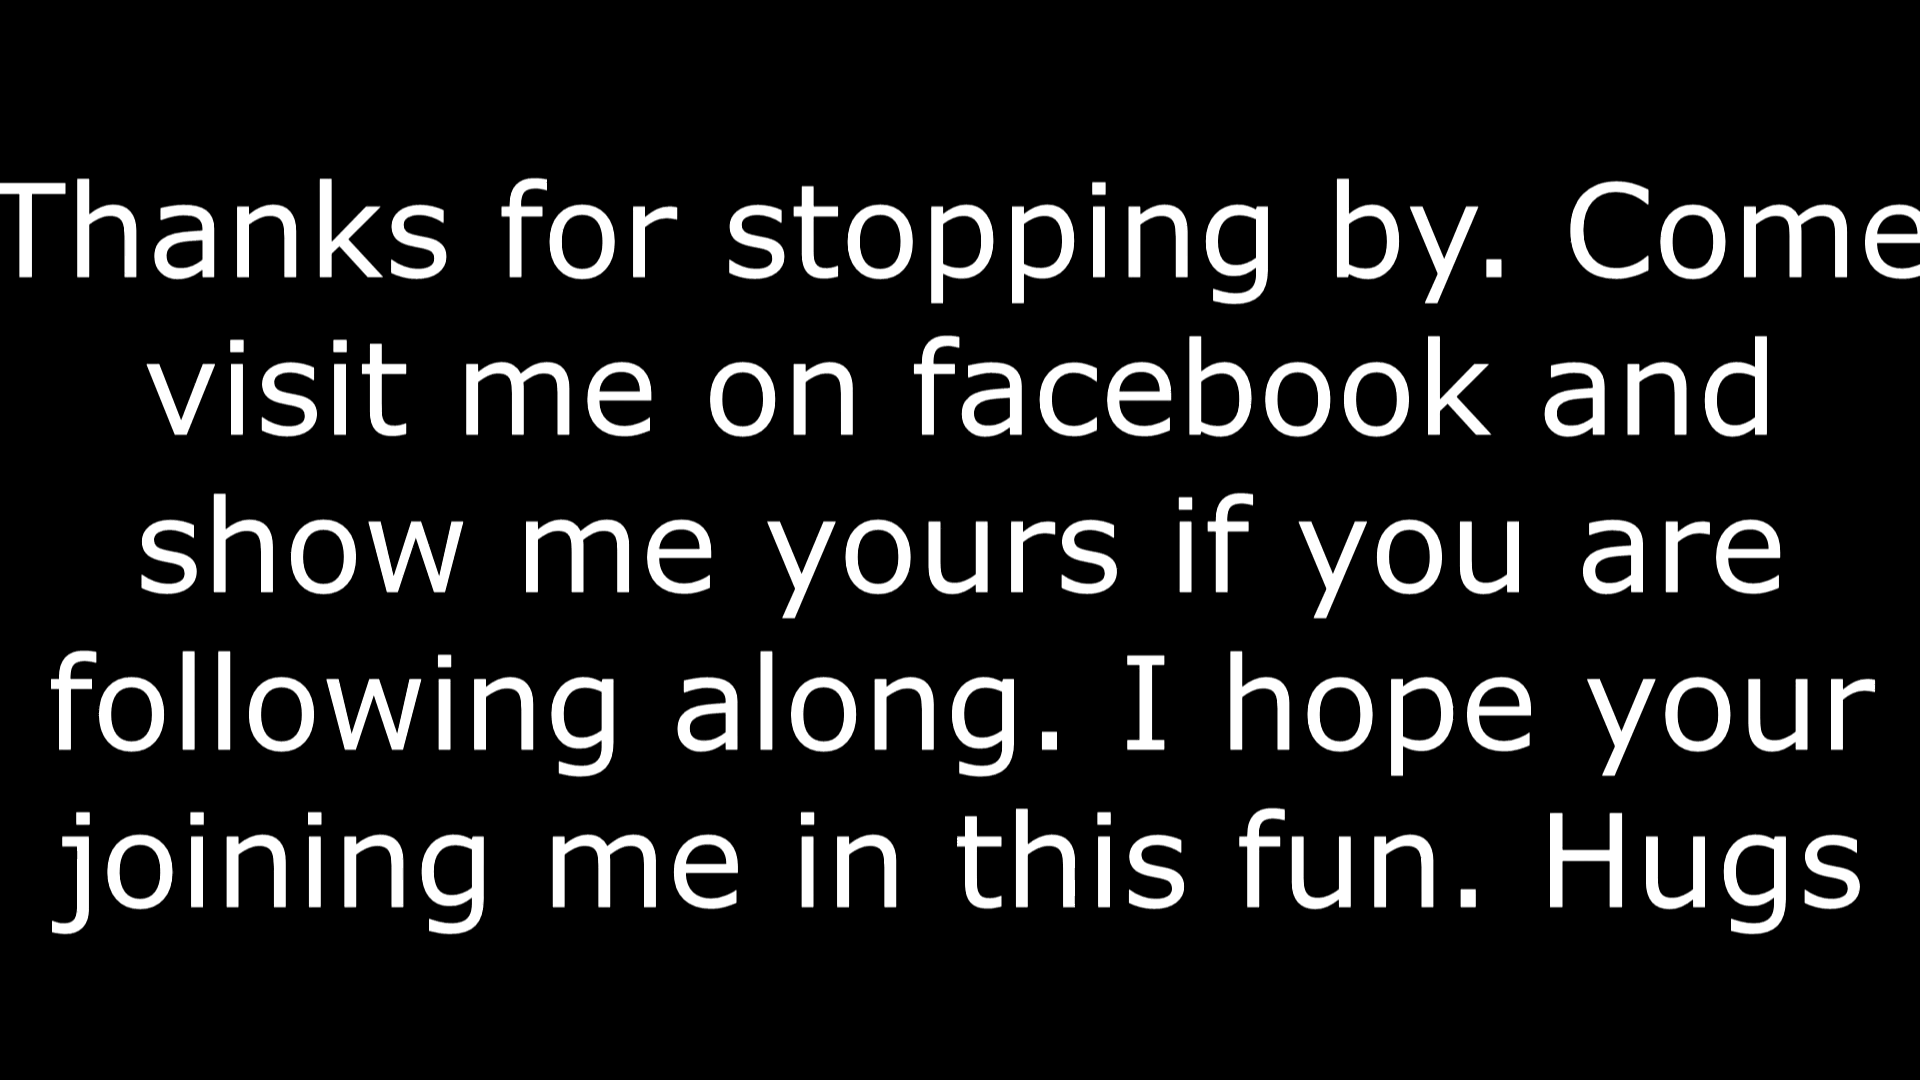 Thanks for stopping by. Come
visit me on facebook and
show me yours if you are
following along. I hope your
joining me in this fun. Hugs